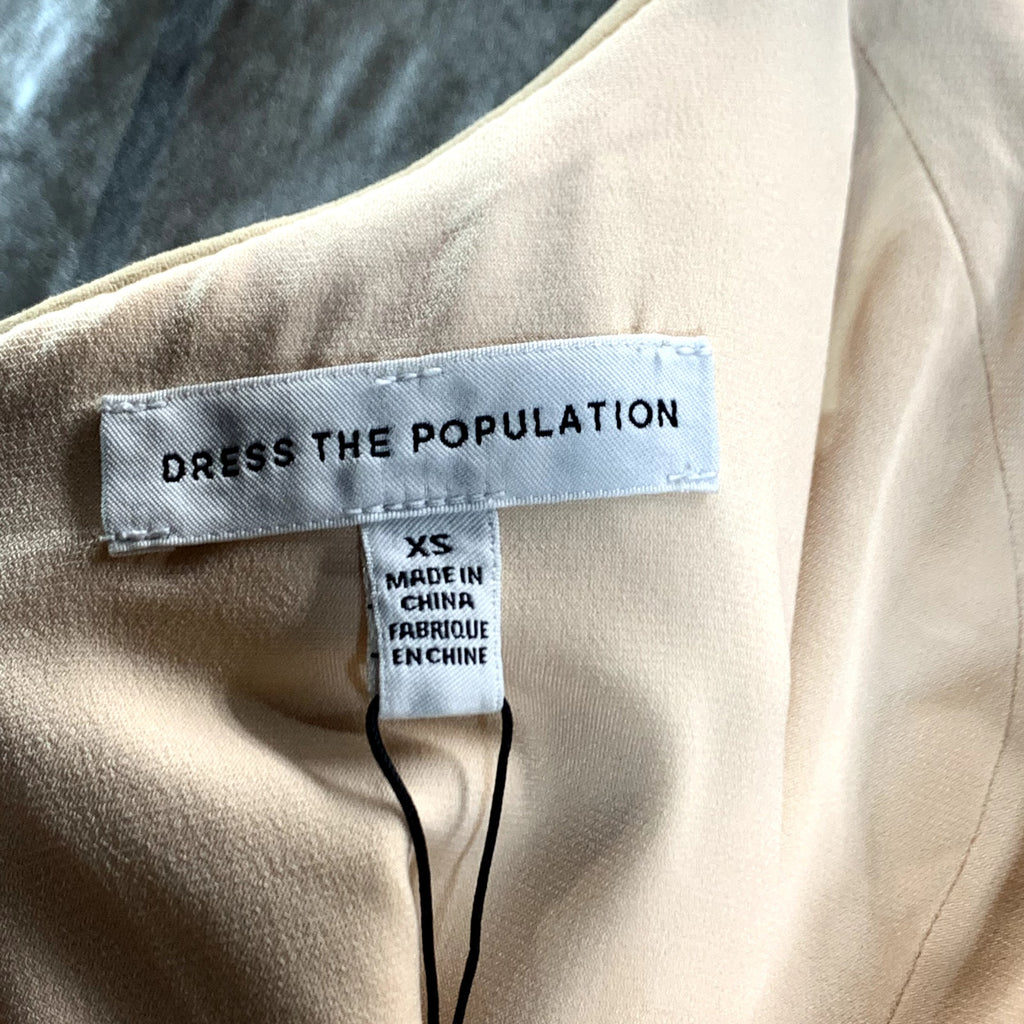 DRESS THE POPULATION
XS
MADE IN
CHINA
FABRIQUE
EN CHINE